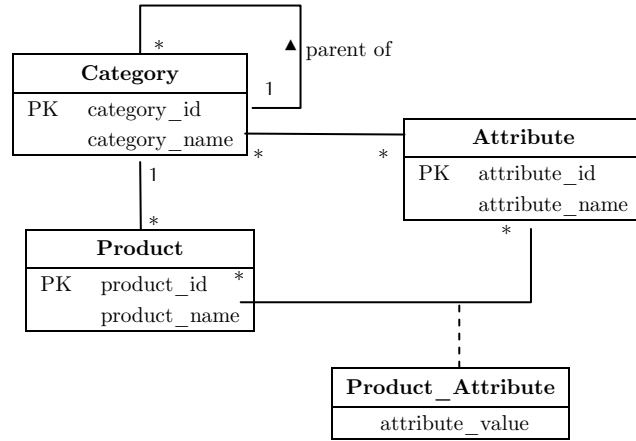 *
▲ parent of
Category
1
PK category_id
category_name
* *
Attribute
PK attribute_id
attribute_name
1
*
*
Product
PK product_id *
product_name
Product_Attribute
attribute_value